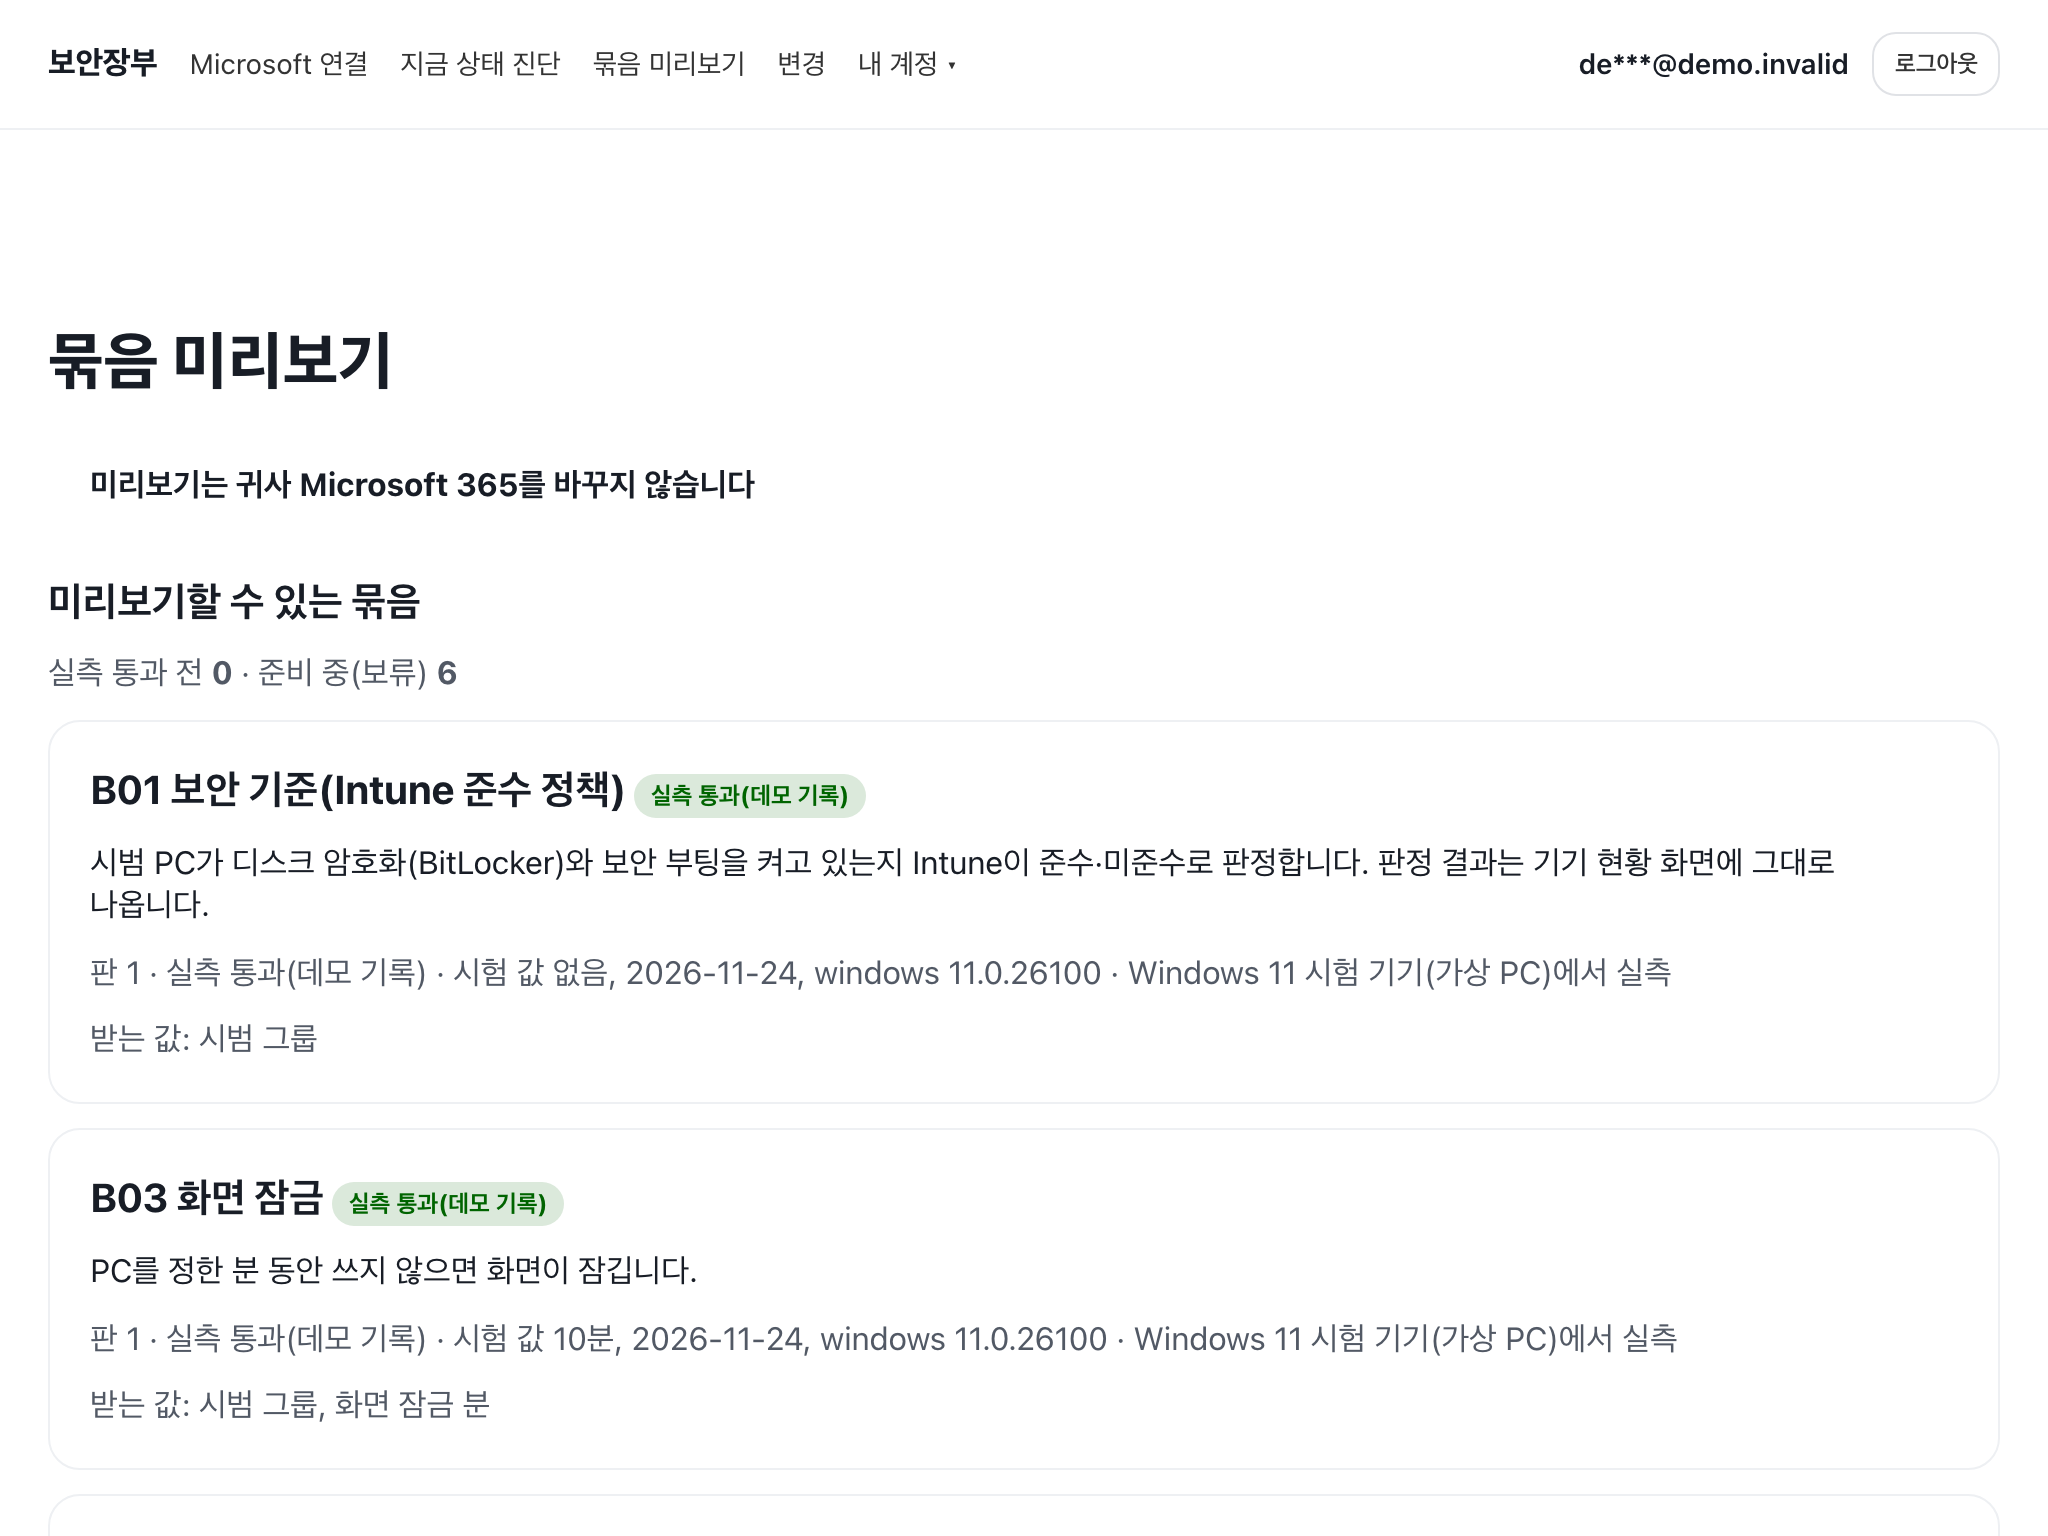 보안장부 Microsoft 연결 지금 상태 진단 묶음 미리보기 변경 내 계정 ▾ de***@demo.invalid 로그아웃
묶음 미리보기
미리보기는 귀사 Microsoft 365를 바꾸지 않습니다
미리보기할 수 있는 묶음
실측 통과 전 0 · 준비 중(보류) 6
B01 보안 기준(Intune 준수 정책) 실측 통과(데모 기록)
시범 PC가 디스크 암호화(BitLocker)와 보안 부팅을 켜고 있는지 Intune이 준수·미준수로 판정합니다. 판정 결과는 기기 현황 화면에 그대로
나옵니다.
판 1 · 실측 통과(데모 기록) · 시험 값 없음, 2026-11-24, windows 11.0.26100 · Windows 11 시험 기기(가상 PC)에서 실측
받는 값: 시범 그룹
B03 화면 잠금 실측 통과(데모 기록)
PC를 정한 분 동안 쓰지 않으면 화면이 잠깁니다.
판 1 · 실측 통과(데모 기록) · 시험 값 10분, 2026-11-24, windows 11.0.26100 · Windows 11 시험 기기(가상 PC)에서 실측
받는 값: 시범 그룹, 화면 잠금 분